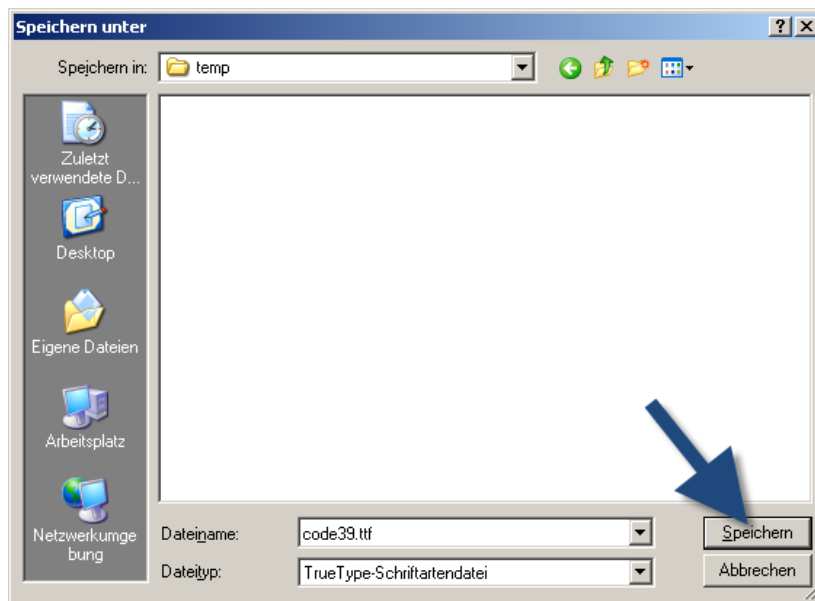 Speichern unter
Speichern in:
temp
Zuletzt
verwendete D...
Desktop
Eigene Dateien
Arbeitsplatz
Netzwerkumge
bung
Dateiname:
code39.ttf
Speichern
Dateityp:
TrueType-Schriftartendatei
Abbrechen